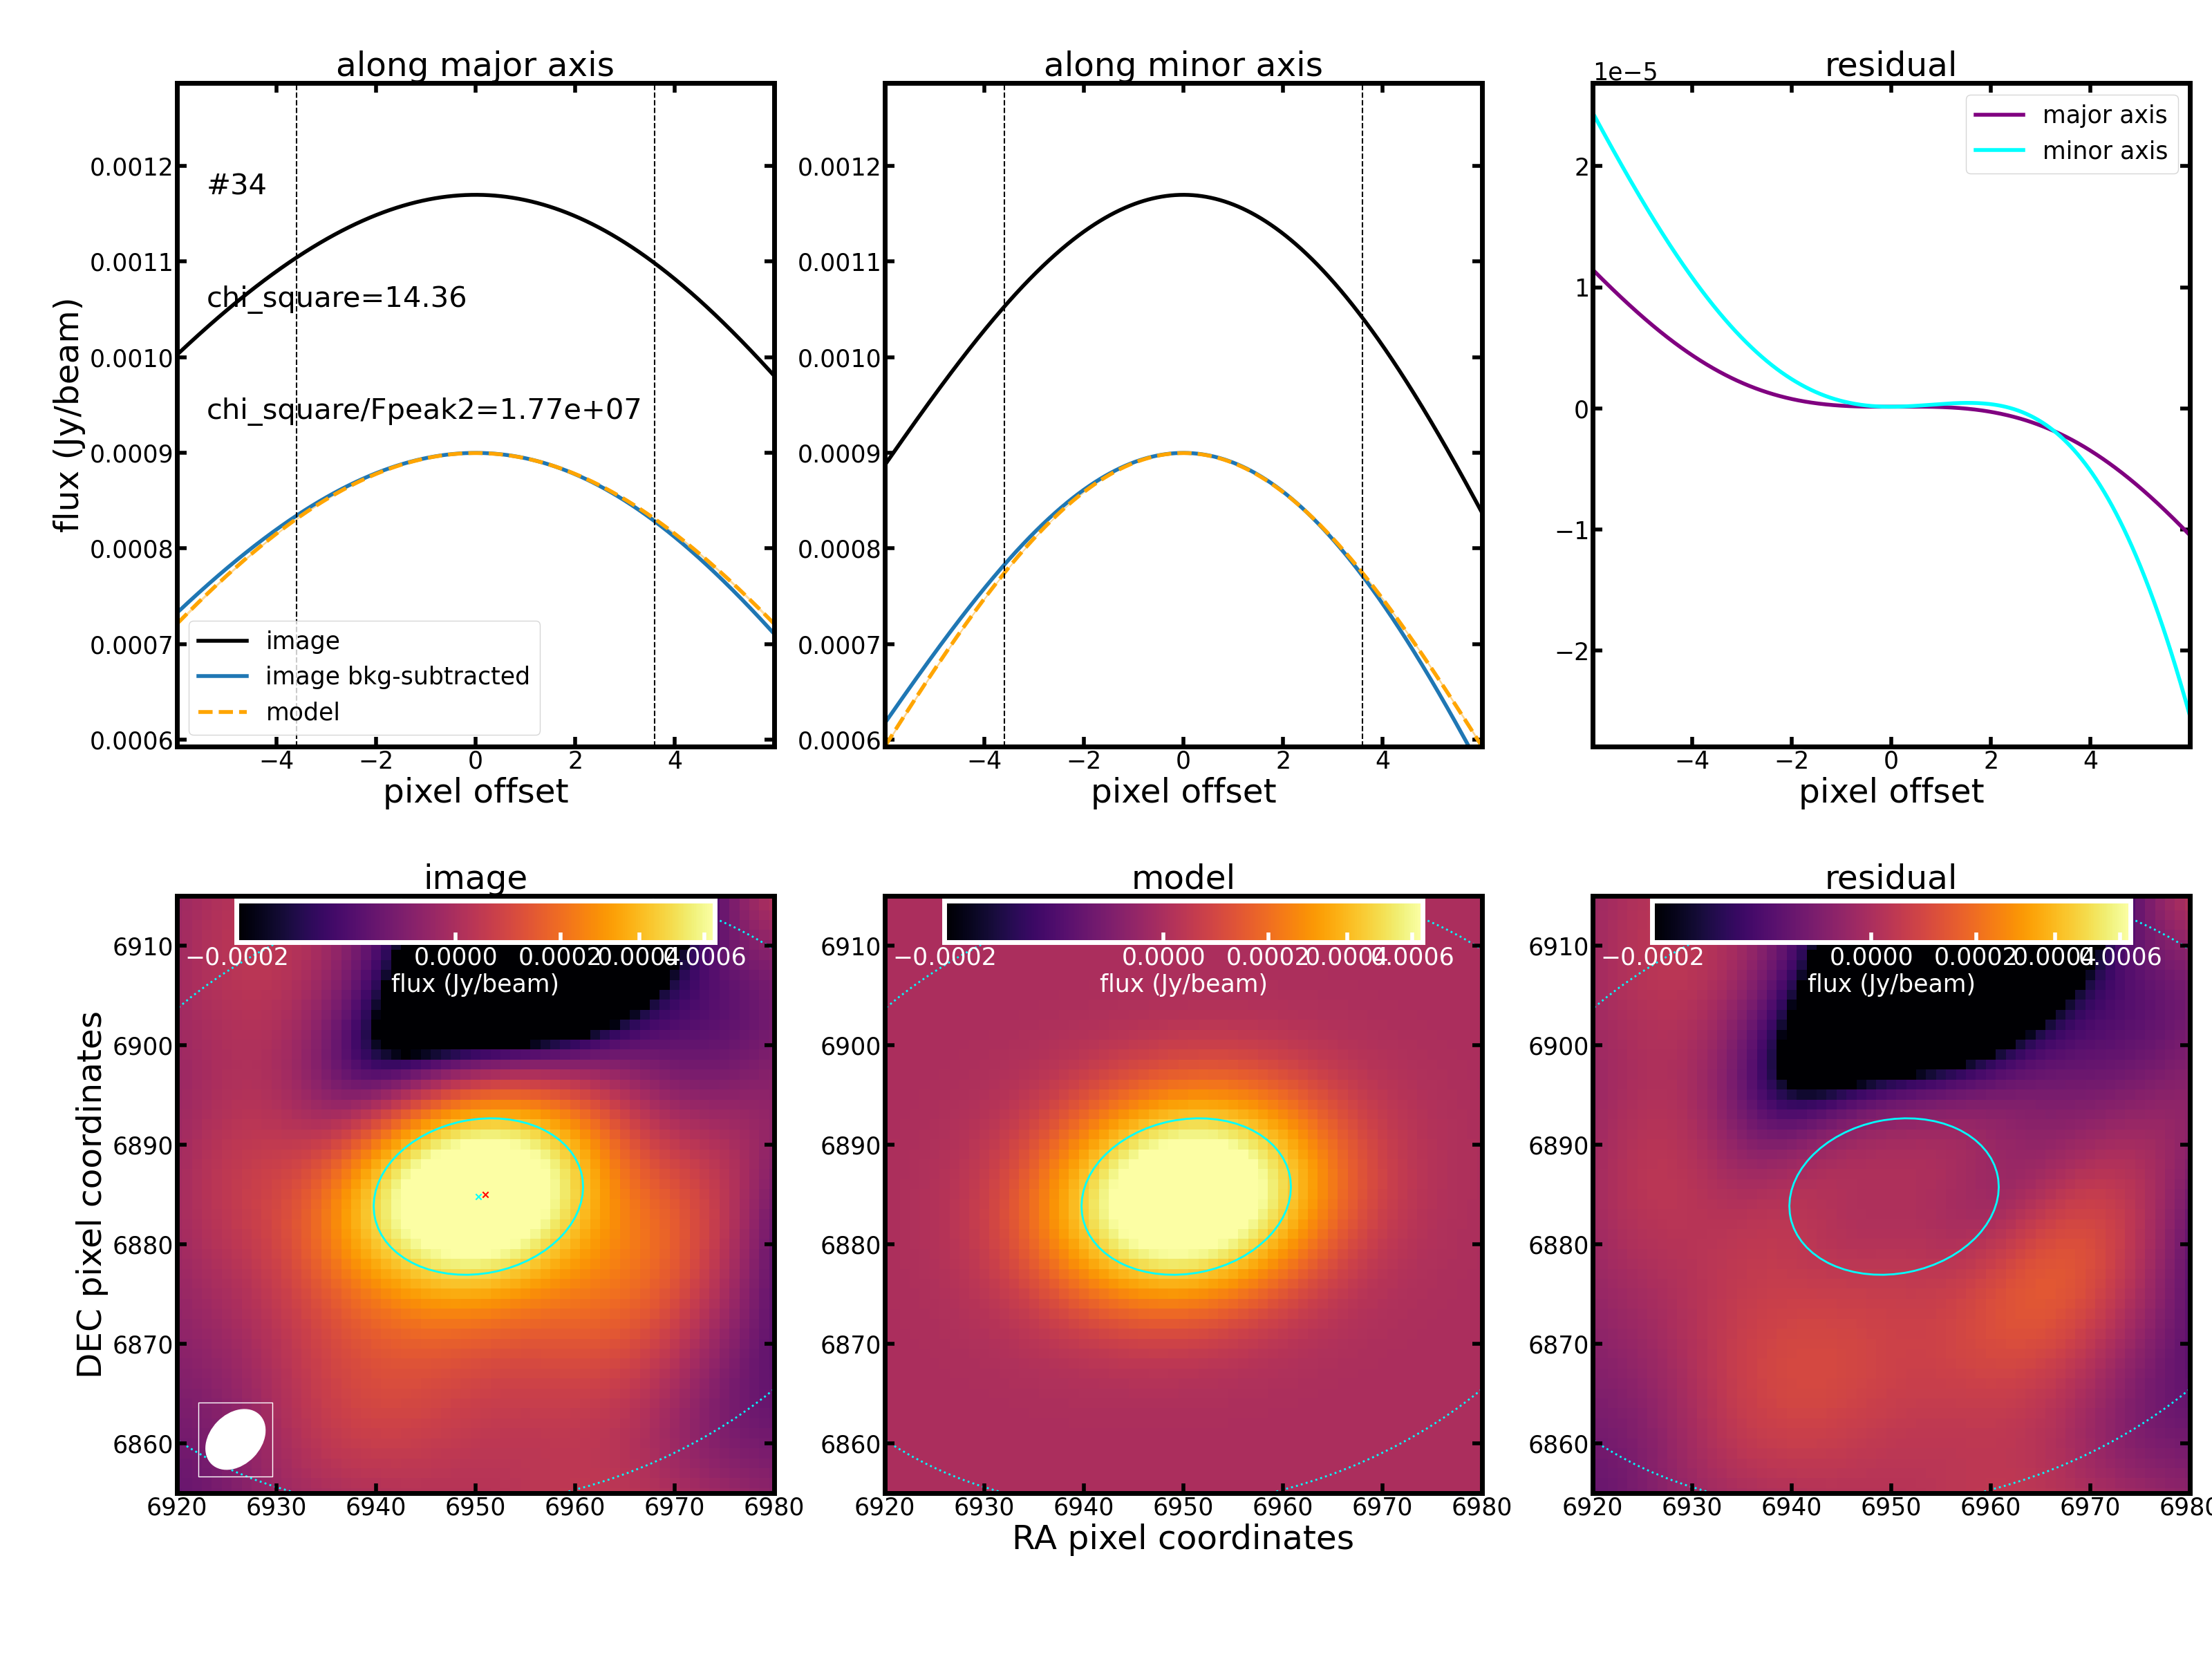 along major axis
along minor axis
residual
1e−5
#34
chi_square=14.36
chi_square/Fpeak2=1.77e+07
flux (Jy/beam)
0.0012
0.0011
0.0010
0.0009
0.0008
0.0007
0.0006
image
image bkg-subtracted
model
−4 −2 0 2 4
pixel offset
0.0012
0.0011
0.0010
0.0009
0.0008
0.0007
0.0006
−4 −2 0 2 4
pixel offset
major axis
minor axis
2
1
0
−1
−2
−4 −2 0 2 4
pixel offset
image
model
residual
DEC pixel coordinates
6910
6900
6890
6880
6870
6860
−0.0002 0.0000 0.0002 0.0004 0.0006
flux (Jy/beam)
6920 6930 6940 6950 6960 6970 6980
6910
6900
6890
6880
6870
6860
−0.0002 0.0000 0.0002 0.0004 0.0006
flux (Jy/beam)
6920 6930 6940 6950 6960 6970 6980
RA pixel coordinates
6910
6900
6890
6880
6870
6860
−0.0002 0.0000 0.0002 0.0004 0.0006
flux (Jy/beam)
6920 6930 6940 6950 6960 6970 6980